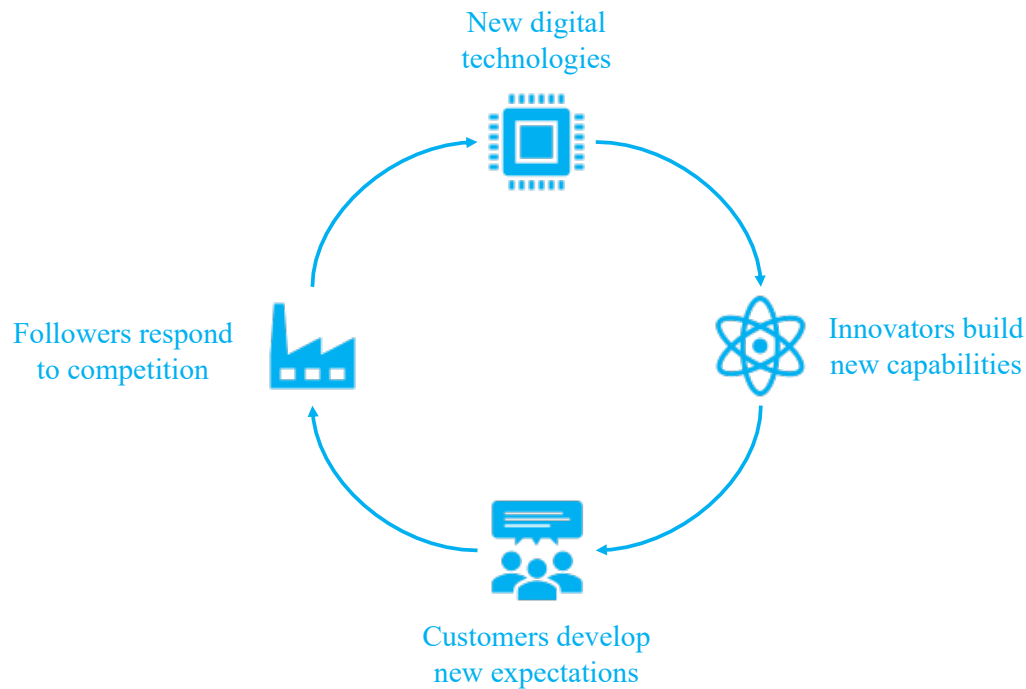 New digital
technologies
Innovators build
new capabilities
Customers develop
new expectations
Followers respond
to competition